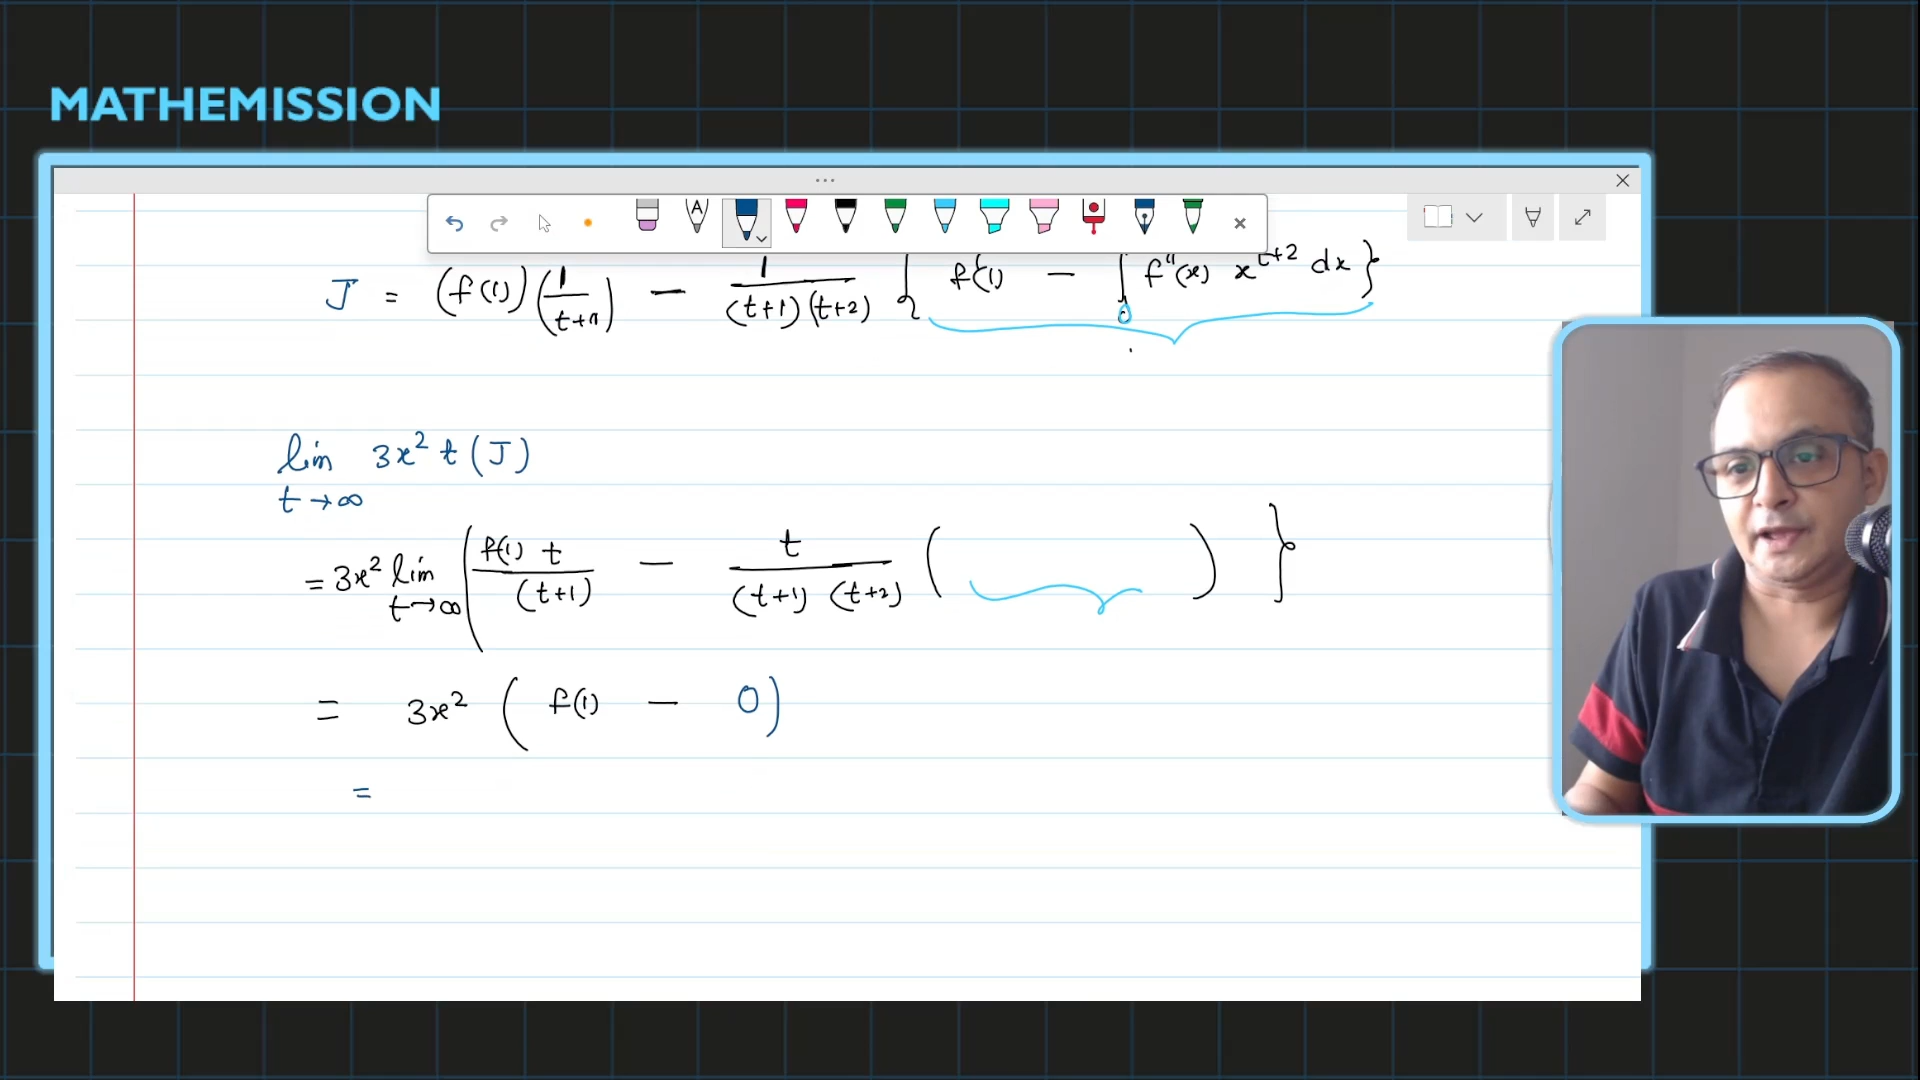 MATHEMISSION
A
J = (f(1)) (1/(t+1)) − 1/((t+1)(t+2)) { f'(1) − ∫0 f''(x) x^(t+2) dx }
lim t→∞ 3x² t (J)
= 3x² lim t→∞ ( f(1) t/(t+1) − t/((t+1)(t+2)) ( ) }
= 3x² ( f(1) − 0 )
=